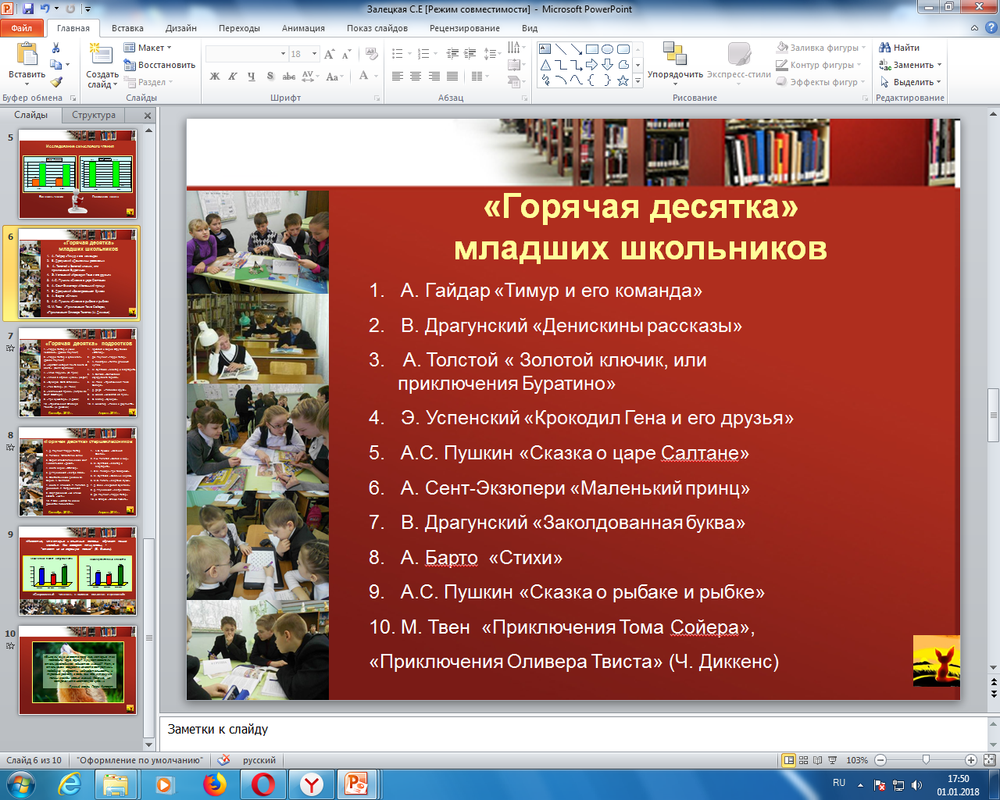 Залецкая С.Е [Режим совместимости] - Microsoft PowerPoint
Файл Главная Вставка Дизайн Переходы Анимация Показ слайдов Рецензирование Вид
Вставить
Буфер обмена
Создать слайд
Макет
Восстановить
Раздел
Слайды
18
Ж К Ч S abc AV Aa A
Шрифт
Абзац
Упорядочить
Экспресс-стили
Заливка фигуры
Контур фигуры
Эффекты фигур
Рисование
Найти
Заменить
Выделить
Редактирование
Слайды Структура
5
Исследование смыслового чтения
6
«Горячая десятка»
младших школьников
7
«Горячая десятка» подростков
8
«Горячая десятка» старшеклассников
9
10
«Горячая десятка»
младших школьников
1. А. Гайдар «Тимур и его команда»
2. В. Драгунский «Денискины рассказы»
3. А. Толстой « Золотой ключик, или
приключения Буратино»
4. Э. Успенский «Крокодил Гена и его друзья»
5. А.С. Пушкин «Сказка о царе Салтане»
6. А. Сент-Экзюпери «Маленький принц»
7. В. Драгунский «Заколдованная буква»
8. А. Барто «Стихи»
9. А.С. Пушкин «Сказка о рыбаке и рыбке»
10. М. Твен «Приключения Тома Сойера»,
«Приключения Оливера Твиста» (Ч. Диккенс)
Заметки к слайду
Слайд 6 из 10 "Оформление по умолчанию" русский 103%
RU
17:50
01.01.2018